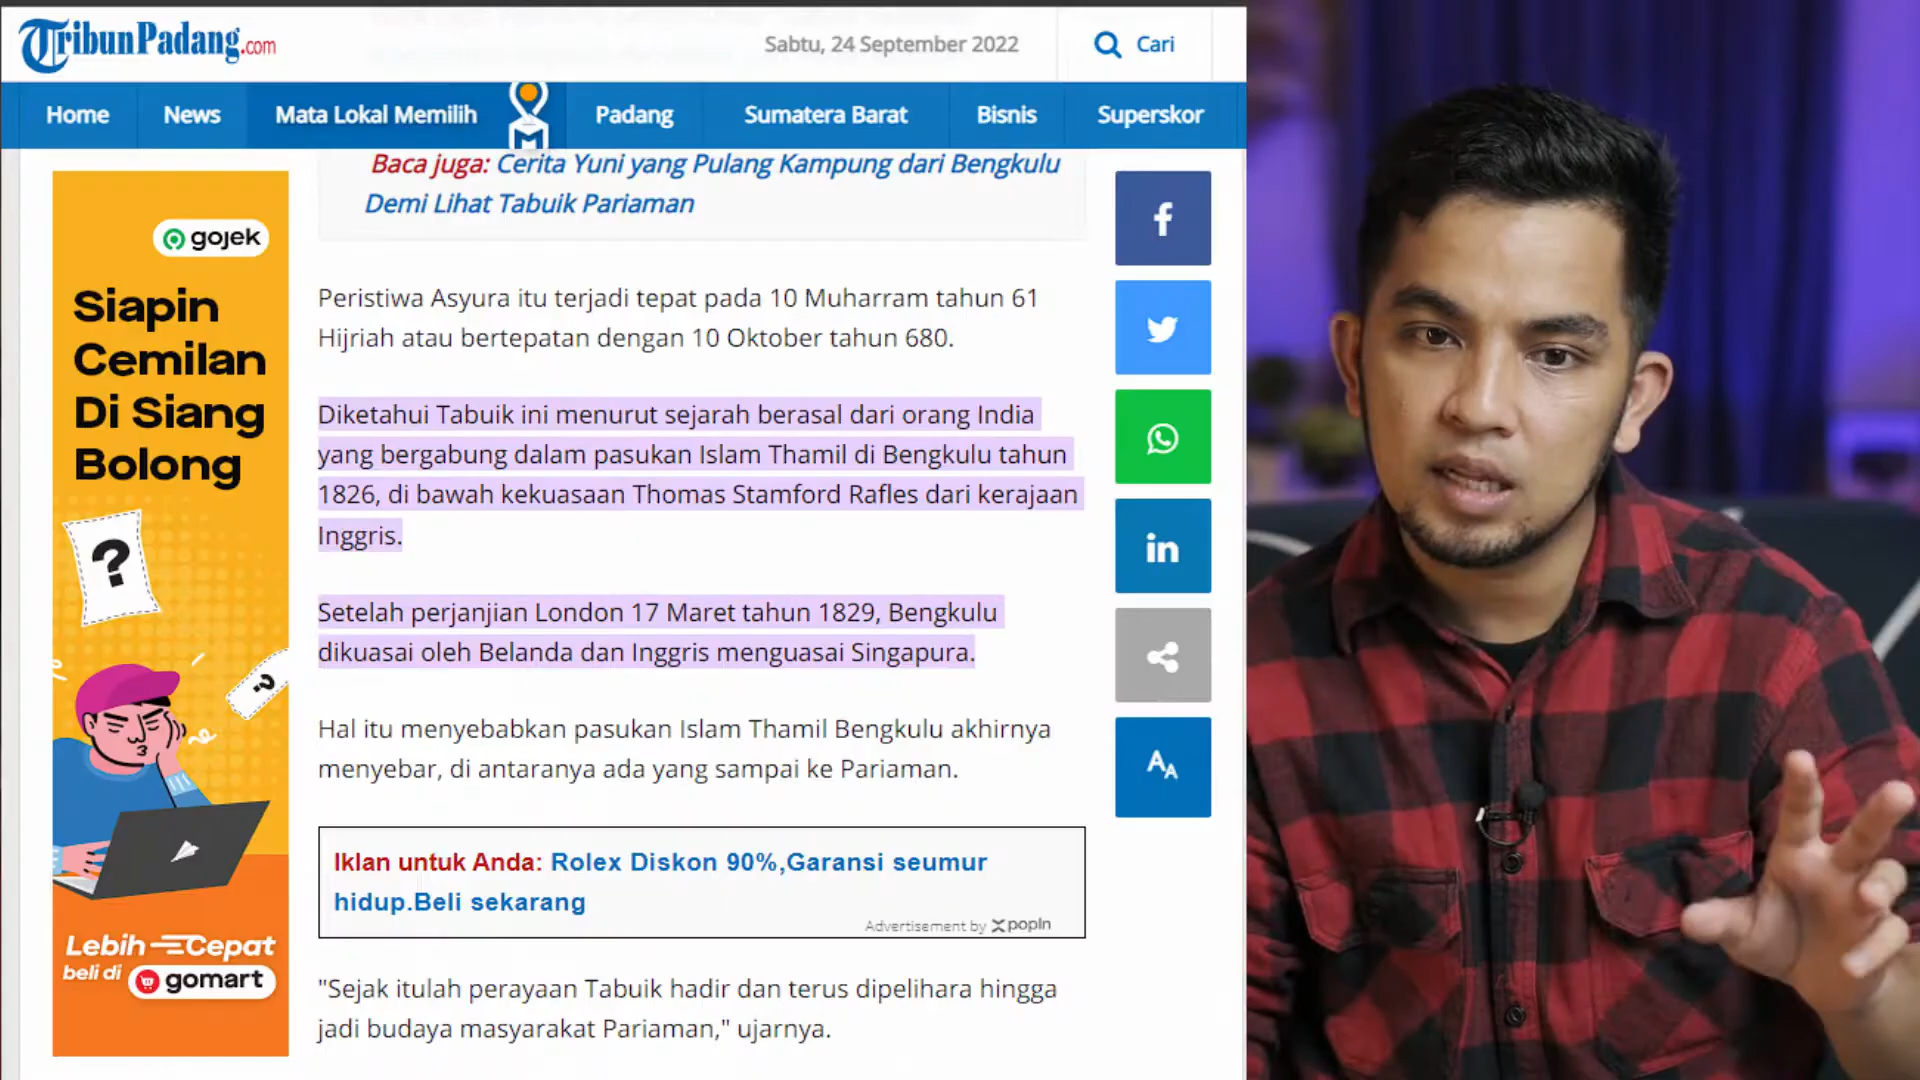 TribunPadang.com
Sabtu, 24 September 2022
Cari
Home
News
Mata Lokal Memilih
M
Padang
Sumatera Barat
Bisnis
Superskor
Baca juga: Cerita Yuni yang Pulang Kampung dari Bengkulu
Demi Lihat Tabuik Pariaman
gojek
Siapin
Cemilan
Di Siang
Bolong
?
?
Lebih Cepat
beli di gomart
Peristiwa Asyura itu terjadi tepat pada 10 Muharram tahun 61
Hijriah atau bertepatan dengan 10 Oktober tahun 680.
Diketahui Tabuik ini menurut sejarah berasal dari orang India
yang bergabung dalam pasukan Islam Thamil di Bengkulu tahun
1826, di bawah kekuasaan Thomas Stamford Rafles dari kerajaan
Inggris.
Setelah perjanjian London 17 Maret tahun 1829, Bengkulu
dikuasai oleh Belanda dan Inggris menguasai Singapura.
Hal itu menyebabkan pasukan Islam Thamil Bengkulu akhirnya
menyebar, di antaranya ada yang sampai ke Pariaman.
Iklan untuk Anda: Rolex Diskon 90%,Garansi seumur
hidup.Beli sekarang
Advertisement by popIn
"Sejak itulah perayaan Tabuik hadir dan terus dipelihara hingga
jadi budaya masyarakat Pariaman," ujarnya.
f
in
AA